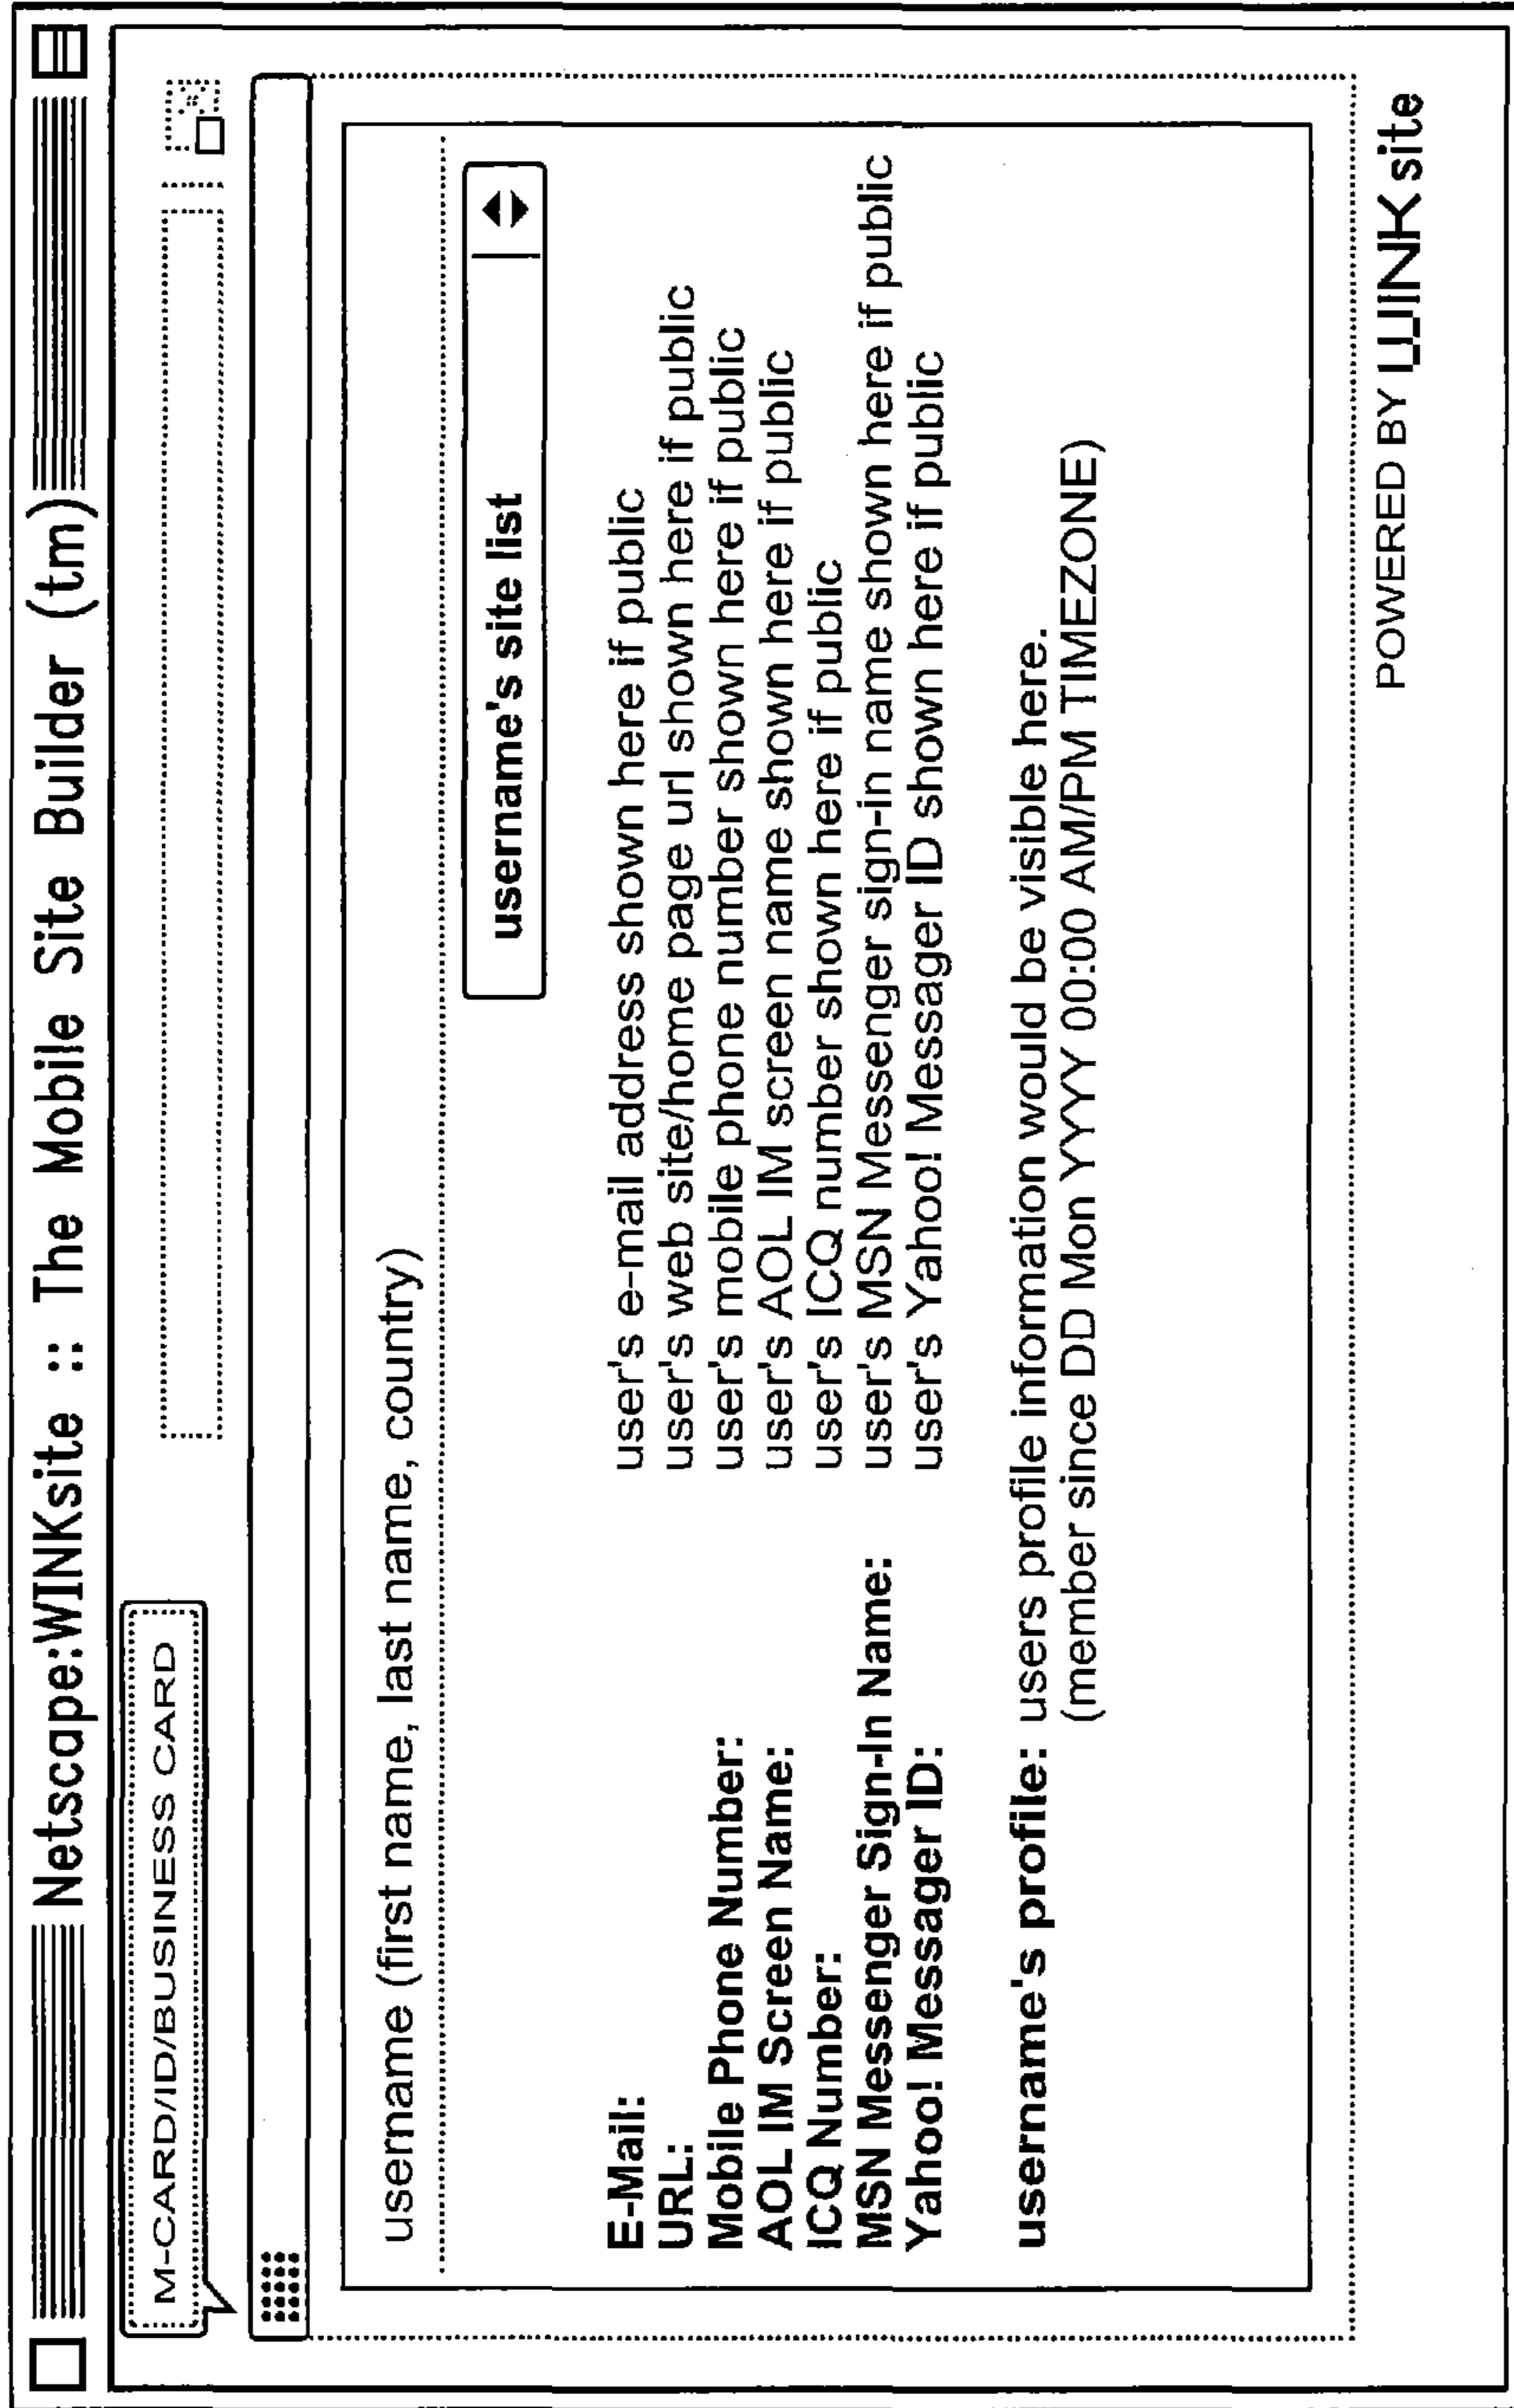 Netscape:WINKsite :: The Mobile Site Builder (tm)
M-CARD/ID/BUSINESS CARD
username (first name, last name, country)
username's site list
E-Mail: user's e-mail address shown here if public
URL: user's web site/home page url shown here if public
Mobile Phone Number: user's mobile phone number shown here if public
AOL IM Screen Name: user's AOL IM screen name shown here if public
ICQ Number: user's ICQ number shown here if public
MSN Messenger Sign-In Name: user's MSN Messenger sign-in name shown here if public
Yahoo! Messager ID: user's Yahoo! Messager ID shown here if public
username's profile: users profile information would be visible here.
(member since DD Mon YYYY 00:00 AM/PM TIMEZONE)
POWERED BY WINKsite